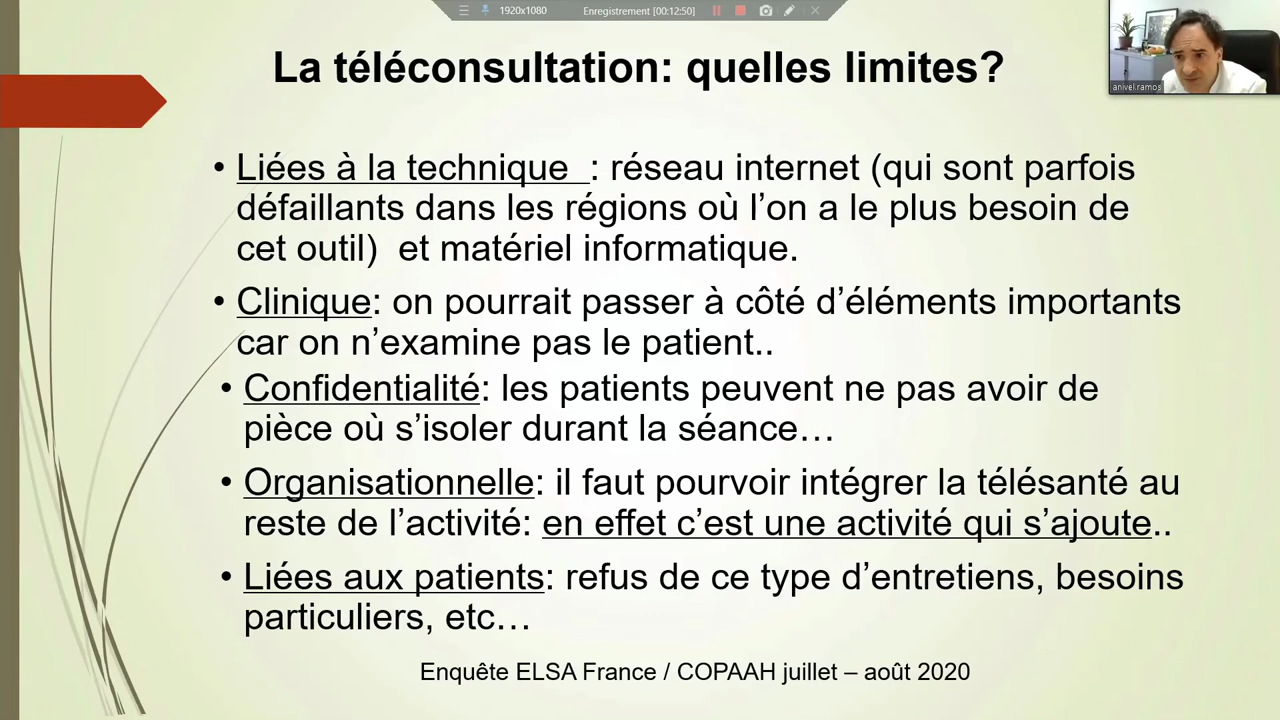 1920x1080 Enregistrement [00:12:50]
La téléconsultation: quelles limites?
anivel.ramos
• Liées à la technique  : réseau internet (qui sont parfois
défaillants dans les régions où l’on a le plus besoin de
cet outil)  et matériel informatique.
• Clinique: on pourrait passer à côté d’éléments importants
car on n’examine pas le patient..
• Confidentialité: les patients peuvent ne pas avoir de
pièce où s’isoler durant la séance…
• Organisationnelle: il faut pourvoir intégrer la télésanté au
reste de l’activité: en effet c’est une activité qui s’ajoute..
• Liées aux patients: refus de ce type d’entretiens, besoins
particuliers, etc…
Enquête ELSA France / COPAAH juillet – août 2020